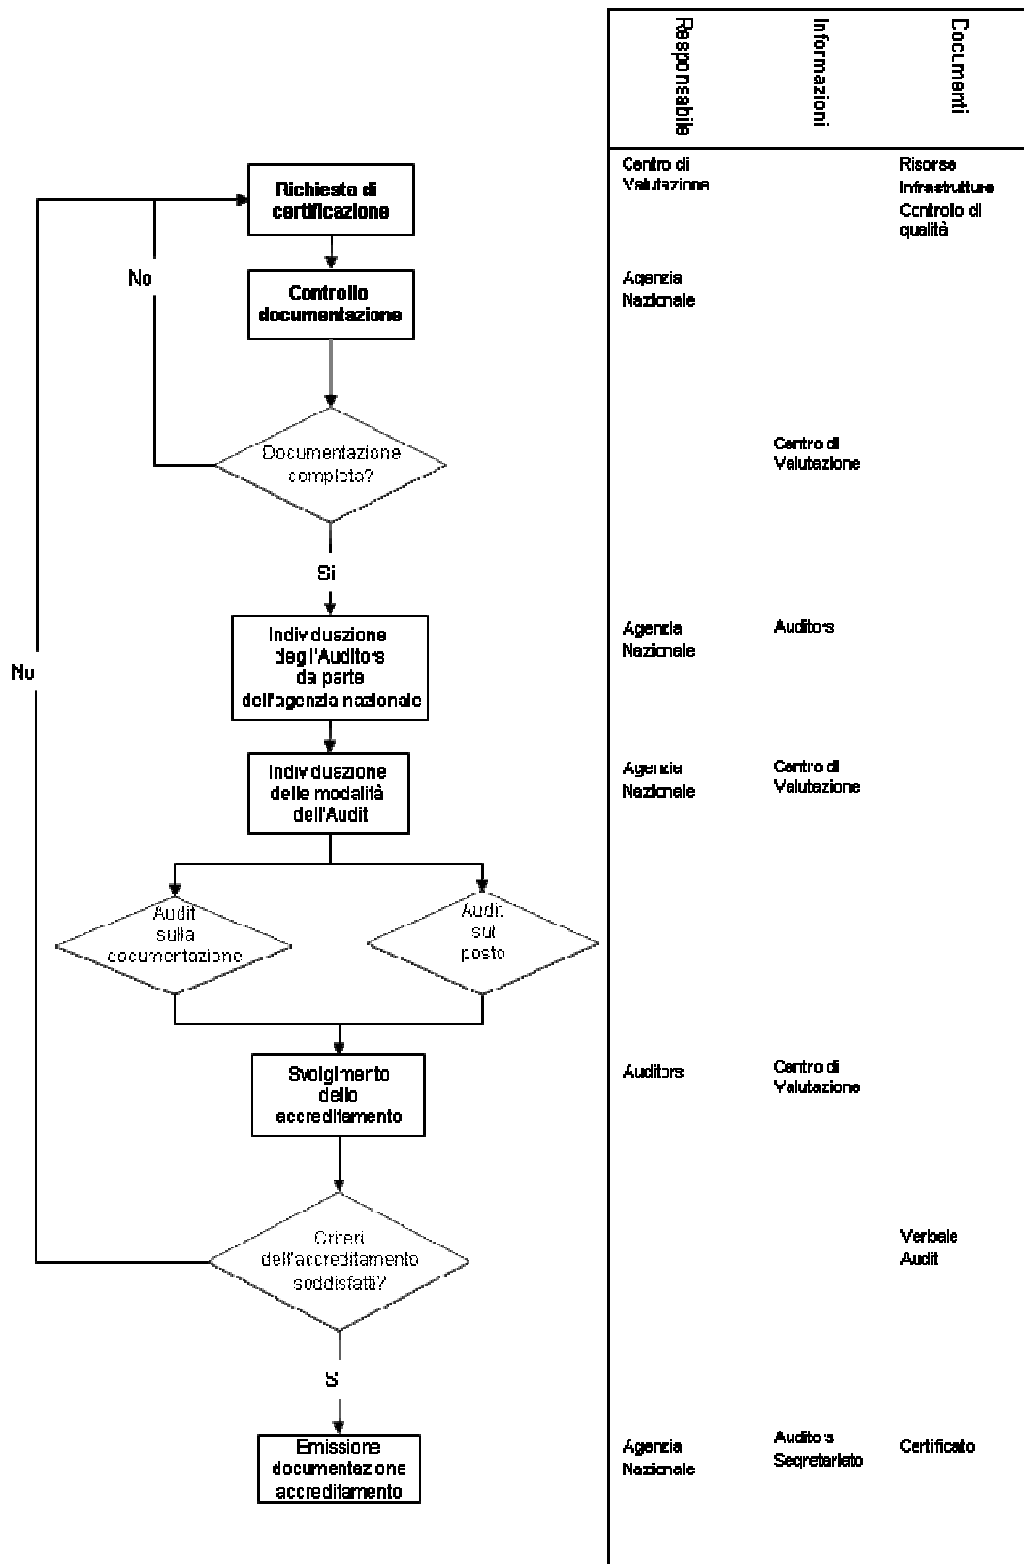 Responsabile
Informazioni
Documenti
Richiesta di
certificazione
Centro di
Valutazione
Risorse
Infrastrutture
Controllo di
qualità
No
Controllo
documentazione
Agenzia
Nazionale
Documentazione
completa?
Centro di
Valutazione
Si
Individuazione
degl'Auditors
da parte
dell'agenzia nazionale
Agenzia
Nazionale
Auditors
No
Individuazione
delle modalità
dell'Audit
Agenzia
Nazionale
Centro di
Valutazione
Audit
sulla
documentazione
Audit
sul
posto
Svolgimento
dello
accreditamento
Auditors
Centro di
Valutazione
Criteri
dell'accreditamento
soddisfatti?
Verbale
Audit
Si
Emissione
documentazione
accreditamento
Agenzia
Nazionale
Auditors
Segretariato
Certificato